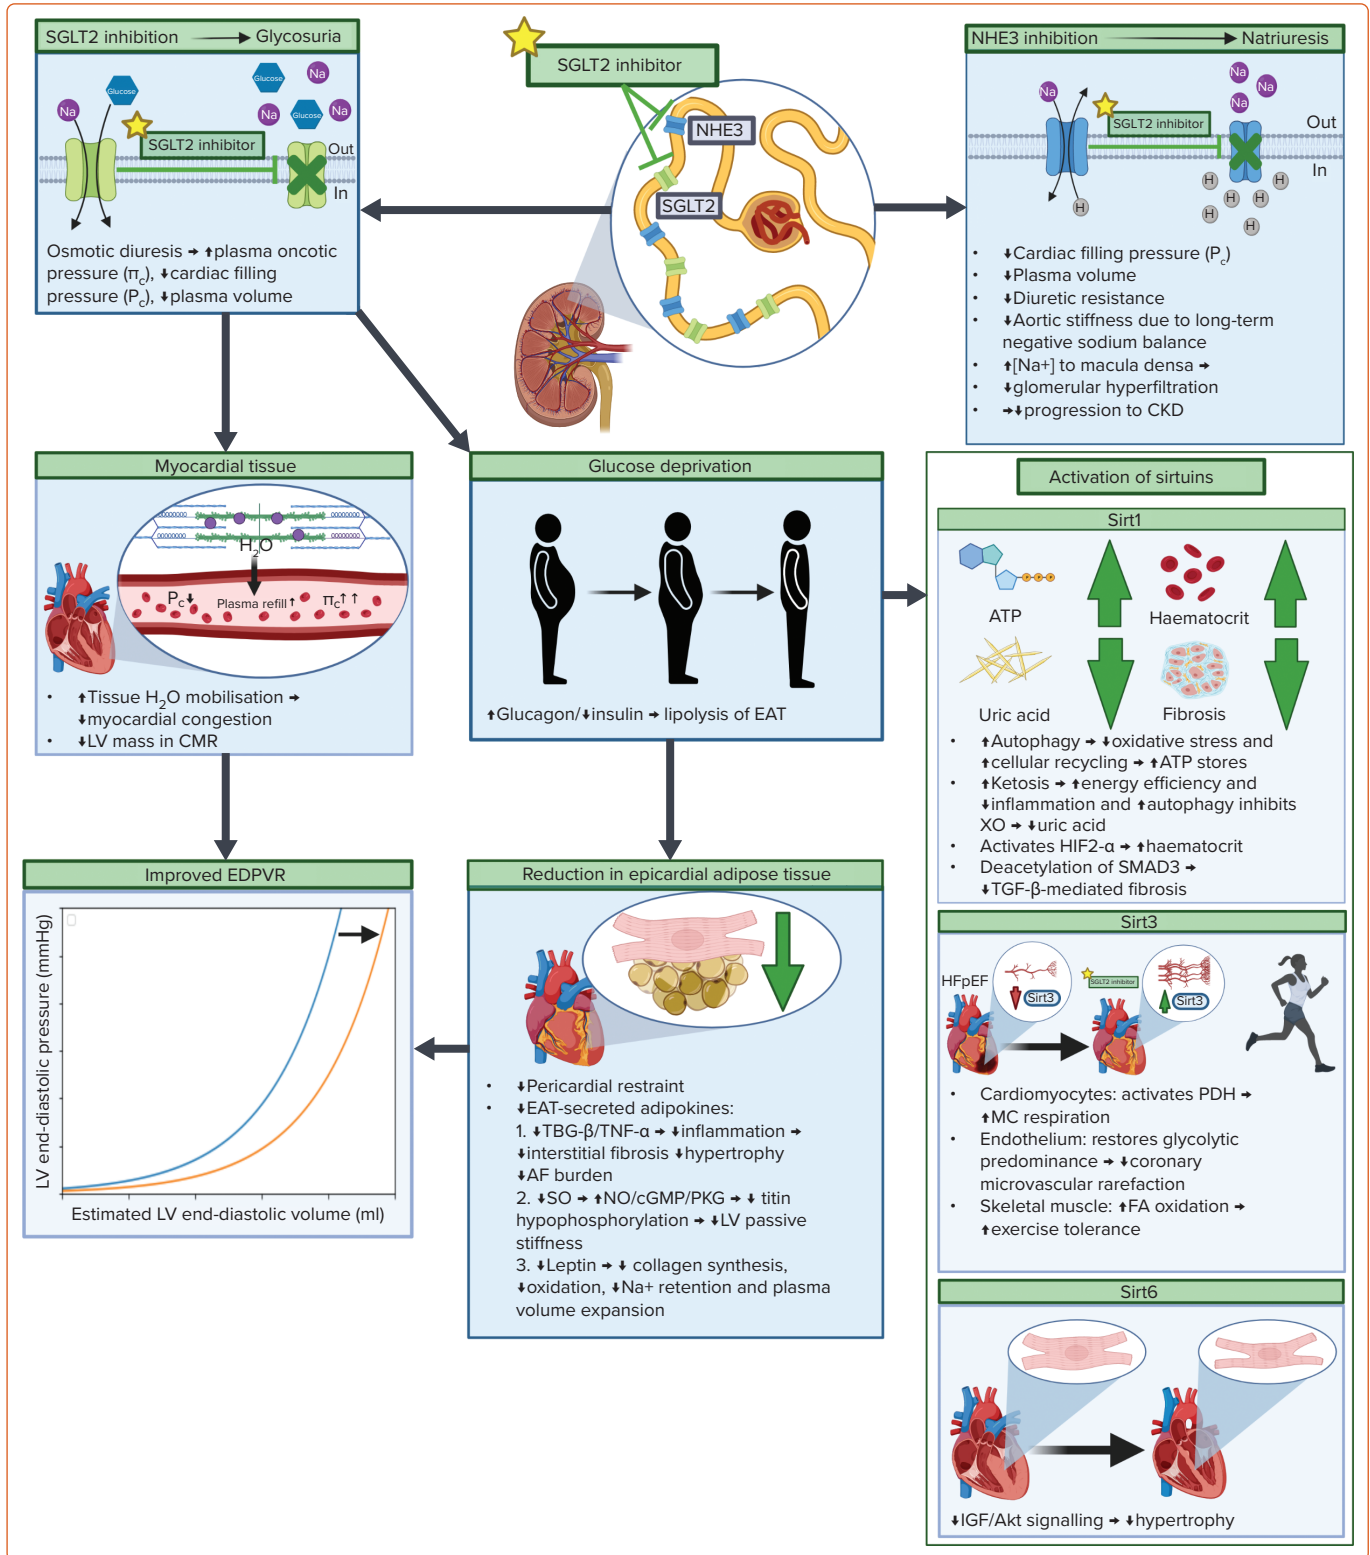 SGLT2 inhibition Glycosuria
Glucose
Na
Glucose
Na
Na
Glucose
Na
SGLT2 inhibitor
Out
In
Osmotic diuresis → ↑plasma oncotic
pressure (πc), ↓cardiac filling
pressure (Pc), ↓plasma volume
SGLT2 inhibitor
NHE3
SGLT2
NHE3 inhibition Natriuresis
Na
Na
Na
Na
SGLT2 inhibitor
Out
In
H
H
H
H
H
H
H
• ↓Cardiac filling pressure (Pc)
• ↓Plasma volume
• ↓Diuretic resistance
• ↓Aortic stiffness due to long-term
negative sodium balance
• ↑[Na+] to macula densa →
• ↓glomerular hyperfiltration
• →↓progression to CKD
Myocardial tissue
H2O
Pc↓
Plasma refill↑
πc↑↑
• ↑Tissue H2O mobilisation →
↓myocardial congestion
• ↓LV mass in CMR
Glucose deprivation
↑Glucagon/↓insulin → lipolysis of EAT
Activation of sirtuins
Sirt1
ATP
Haematocrit
Uric acid
Fibrosis
• ↑Autophagy → ↓oxidative stress and
↑cellular recycling → ↑ATP stores
• ↑Ketosis → ↑energy efficiency and
↓inflammation and ↑autophagy inhibits
XO → ↓uric acid
• Activates HIF2-α → ↑haematocrit
• Deacetylation of SMAD3 →
↓TGF-β-mediated fibrosis
Improved EDPVR
LV end-diastolic pressure (mmHg)
Estimated LV end-diastolic volume (ml)
Reduction in epicardial adipose tissue
• ↓Pericardial restraint
• ↓EAT-secreted adipokines:
1. ↓TBG-β/TNF-α → ↓inflammation →
↓interstitial fibrosis ↓hypertrophy
↓AF burden
2. ↓SO → ↑NO/cGMP/PKG → ↓ titin
hypophosphorylation → ↓LV passive
stiffness
3. ↓Leptin → ↓ collagen synthesis,
↓oxidation, ↓Na+ retention and plasma
volume expansion
Sirt3
HFpEF
Sirt3
SGLT2 inhibitor
Sirt3
• Cardiomyocytes: activates PDH →
↑MC respiration
• Endothelium: restores glycolytic
predominance → ↓coronary
microvascular rarefaction
• Skeletal muscle: ↑FA oxidation →
↑exercise tolerance
Sirt6
↓IGF/Akt signalling → ↓hypertrophy